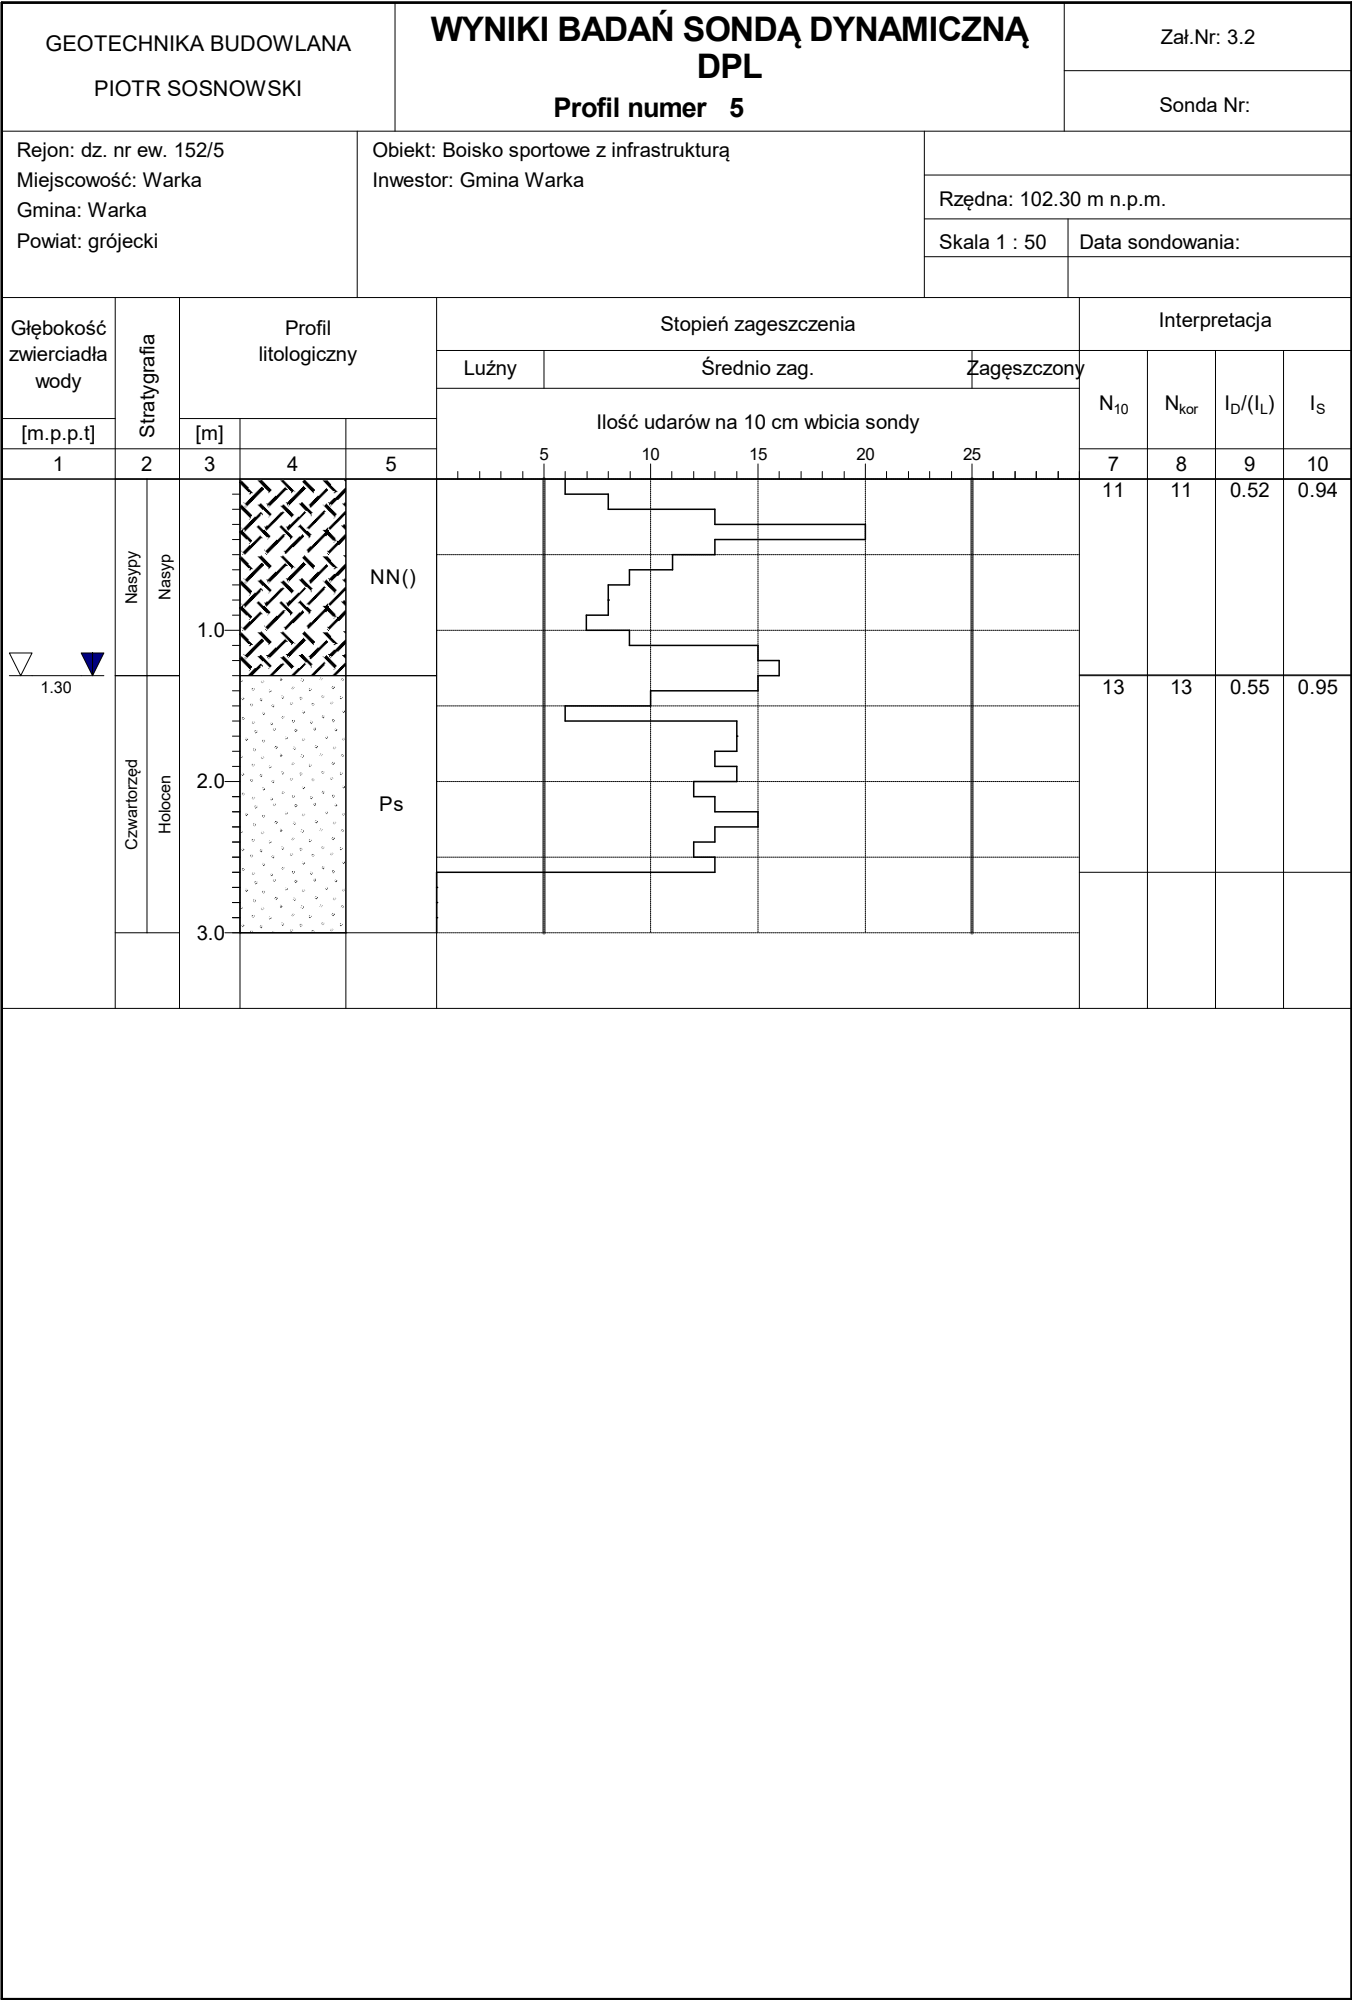 GEOTECHNIKA BUDOWLANA
PIOTR SOSNOWSKI
WYNIKI BADAŃ SONDĄ DYNAMICZNĄ
DPL
Profil numer 5
Zał.Nr: 3.2
Sonda Nr:
Rejon: dz. nr ew. 152/5
Miejscowość: Warka
Gmina: Warka
Powiat: grójecki
Obiekt: Boisko sportowe z infrastrukturą
Inwestor: Gmina Warka
Rzędna: 102.30 m n.p.m.
Skala 1 : 50
Data sondowania:
Głębokość
zwierciadła
wody
[m.p.p.t]
Stratygrafia
Profil
litologiczny
[m]
Stopień zageszczenia
Luźny
Średnio zag.
Zagęszczony
Ilość udarów na 10 cm wbicia sondy
5 10 15 20 25
Interpretacja
N10 Nkor ID/(IL) IS
1 2 3 4 5 7 8 9 10
11 11 0.52 0.94
Nasypy
Nasyp
NN()
1.0
1.30
13 13 0.55 0.95
Czwartorzęd
Holocen
2.0
Ps
3.0